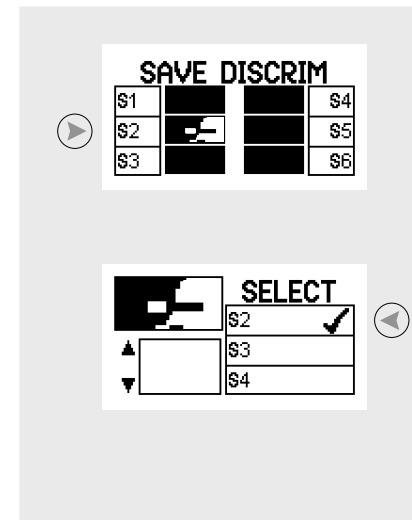 SAVE DISCRIM
S1 S4
S2 S5
S3 S6
SELECT
S2
S3
S4